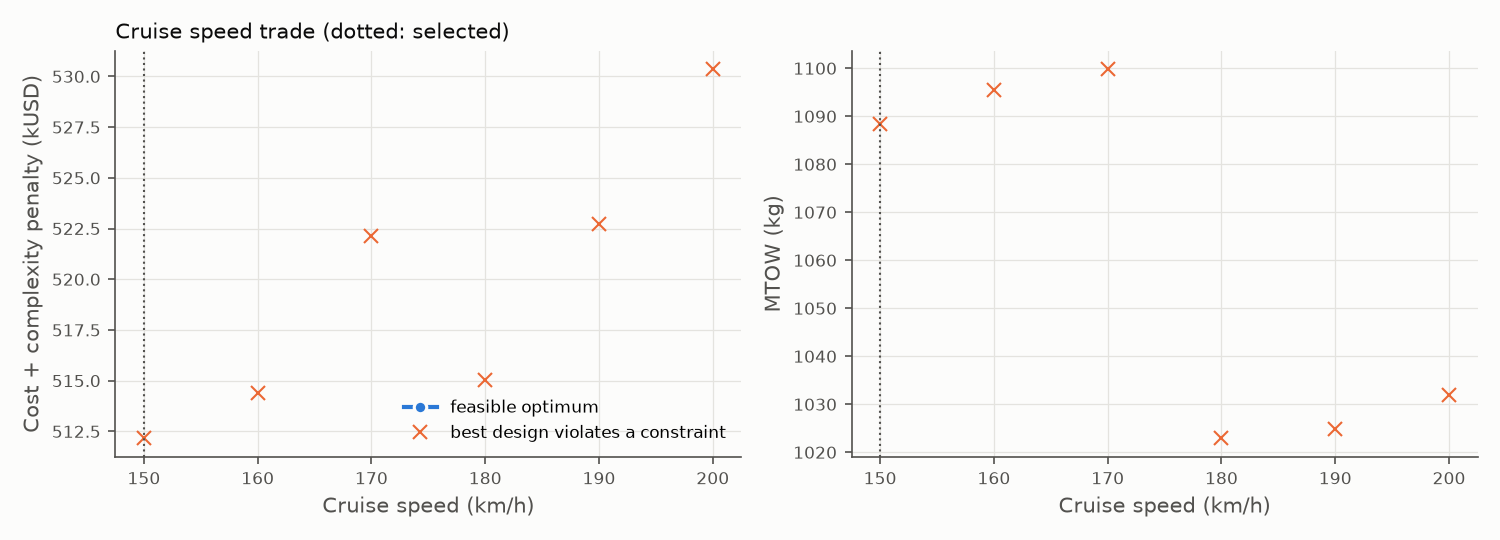 Cruise speed trade (dotted: selected)
Cost + complexity penalty (kUSD)
530.0
527.5
525.0
522.5
520.0
517.5
515.0
512.5
feasible optimum
best design violates a constraint
150 160 170 180 190 200
Cruise speed (km/h)
MTOW (kg)
1100
1090
1080
1070
1060
1050
1040
1030
1020
150 160 170 180 190 200
Cruise speed (km/h)